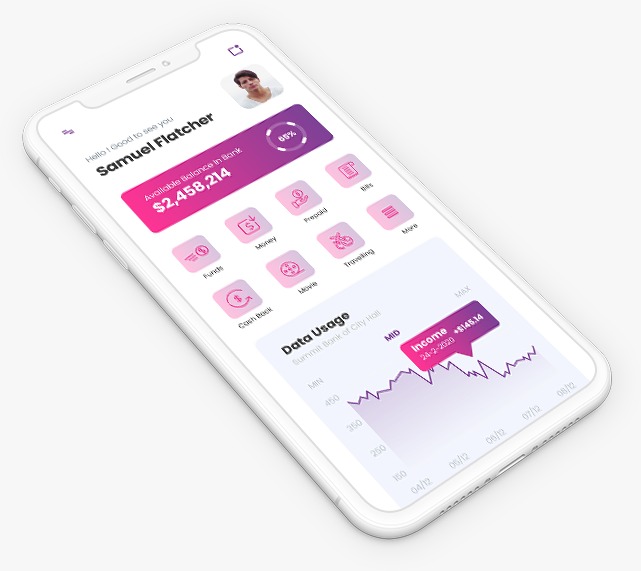 Hello ! Good to see you
Samuel Flatcher
Available Balance in Bank
$2,458,214
65%
Funds
Money
Prepaid
Bills
Cash Back
Movie
Travelling
More
Data Usage
Summit Bank of City Hall
MIN
MID
MAX
Income
24-2-2020
+$145.14
450
350
250
150
04/12
05/12
06/12
07/12
08/12